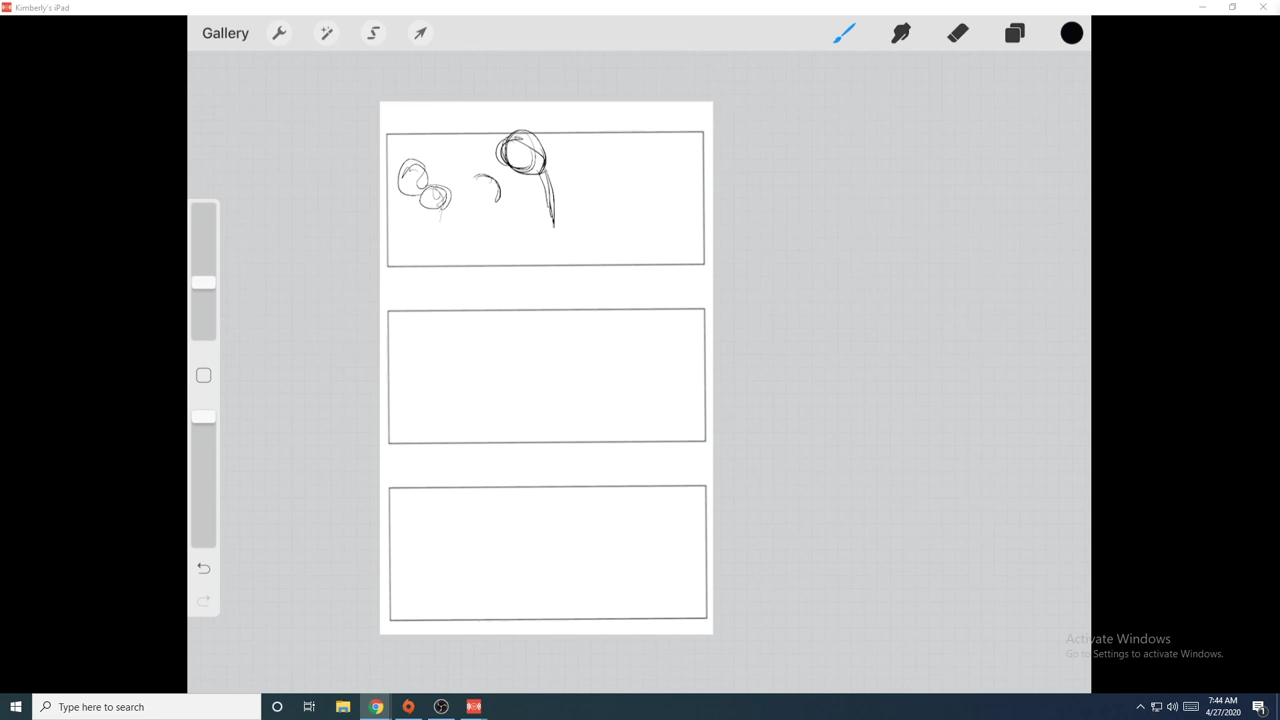 Kimberly's iPad
Gallery
Activate Windows
Go to Settings to activate Windows.
Type here to search
7:44 AM
4/27/2020
1